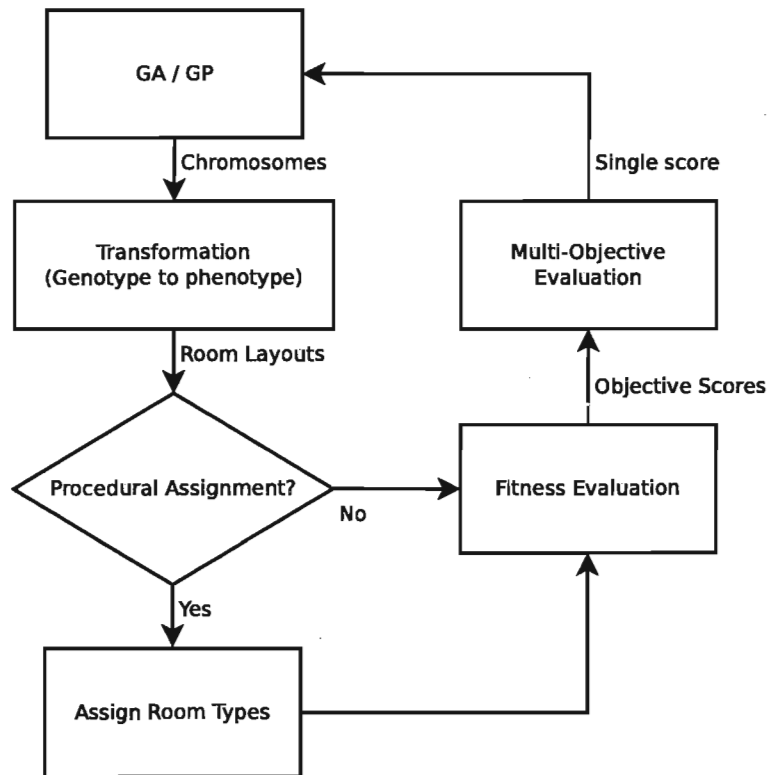 GA / GP
Chromosomes
Single score
Transformation
(Genotype to phenotype)
Multi-Objective
Evaluation
Room Layouts
Objective Scores
Procedural Assignment?
No
Fitness Evaluation
Yes
Assign Room Types